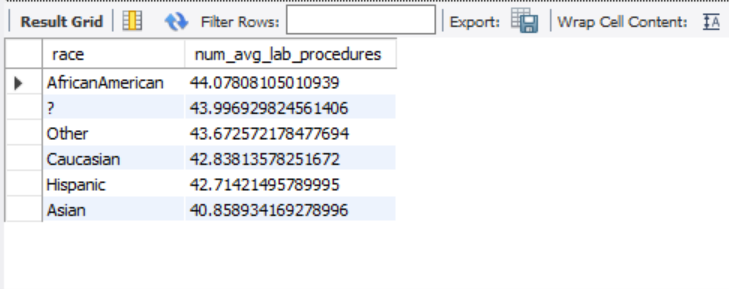 Result Grid Filter Rows: Export: Wrap Cell Content: IA
race num_avg_lab_procedures
AfricanAmerican 44.07808105010939
? 43.996929824561406
Other 43.672572178477694
Caucasian 42.83813578251672
Hispanic 42.71421495789995
Asian 40.858934169278996